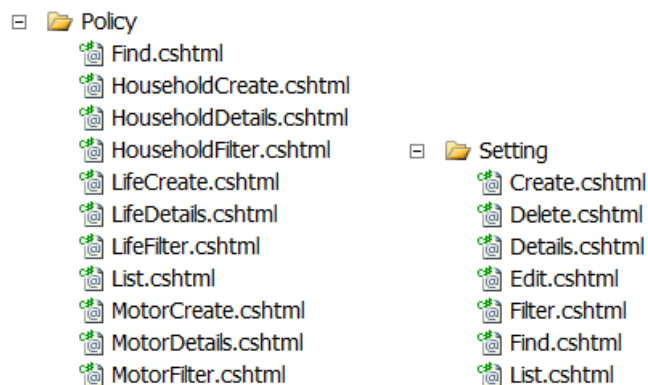 Policy
Find.cshtml
HouseholdCreate.cshtml
HouseholdDetails.cshtml
HouseholdFilter.cshtml
LifeCreate.cshtml
LifeDetails.cshtml
LifeFilter.cshtml
List.cshtml
MotorCreate.cshtml
MotorDetails.cshtml
MotorFilter.cshtml
Setting
Create.cshtml
Delete.cshtml
Details.cshtml
Edit.cshtml
Filter.cshtml
Find.cshtml
List.cshtml